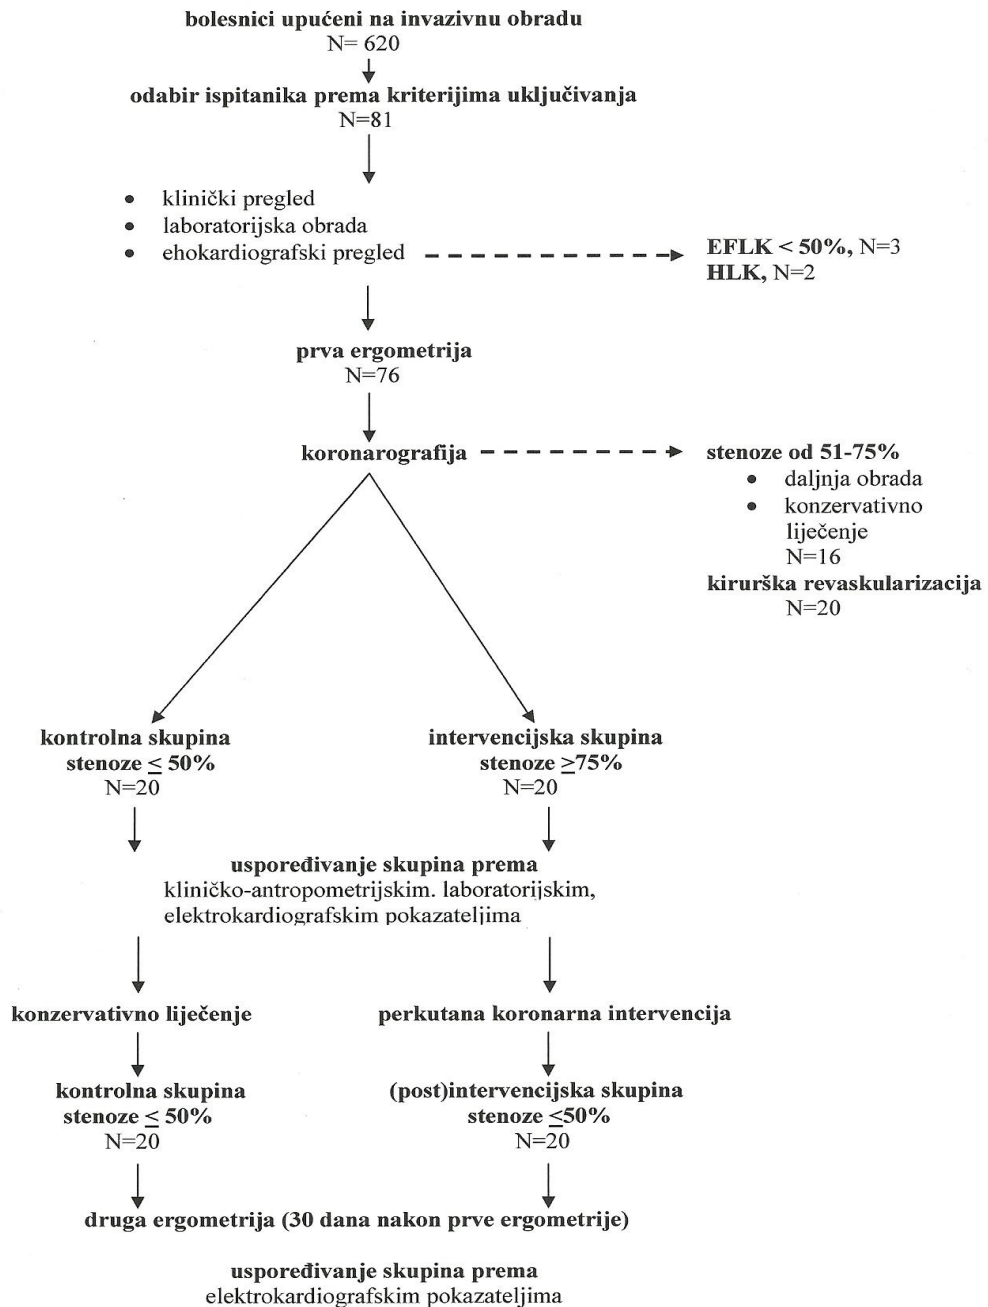 bolesnici upućeni na invazivnu obradu
N= 620
odabir ispitanika prema kriterijima uključivanja
N=81
• klinički pregled
• laboratorijska obrada
• ehokardiografski pregled
EFLK < 50%, N=3
HLK, N=2
prva ergometrija
N=76
koronarografija
stenoze od 51-75%
• daljnja obrada
• konzervativno
liječenje
N=16
kirurška revaskularizacija
N=20
kontrolna skupina
stenoze ≤ 50%
N=20
intervencijska skupina
stenoze ≥75%
N=20
uspoređivanje skupina prema
kliničko-antropometrijskim. laboratorijskim,
elektrokardiografskim pokazateljima
konzervativno liječenje
perkutana koronarna intervencija
kontrolna skupina
stenoze ≤ 50%
N=20
(post)intervencijska skupina
stenoze ≤50%
N=20
druga ergometrija (30 dana nakon prve ergometrije)
uspoređivanje skupina prema
elektrokardiografskim pokazateljima